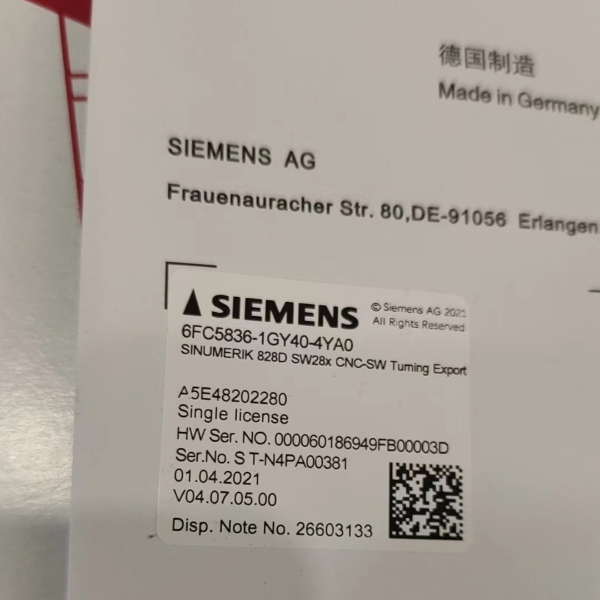 德国制造
Made in Germany
SIEMENS AG
Frauenauracher Str. 80,DE-91056 Erlangen
SIEMENS
© Siemens AG 2021
All Rights Reserved
6FC5836-1GY40-4YA0
SINUMERIK 828D SW28x CNC-SW Turning Export
A5E48202280
Single license
HW Ser. NO. 000060186949FB00003D
Ser.No. S T-N4PA00381
01.04.2021
V04.07.05.00
Disp. Note No. 26603133